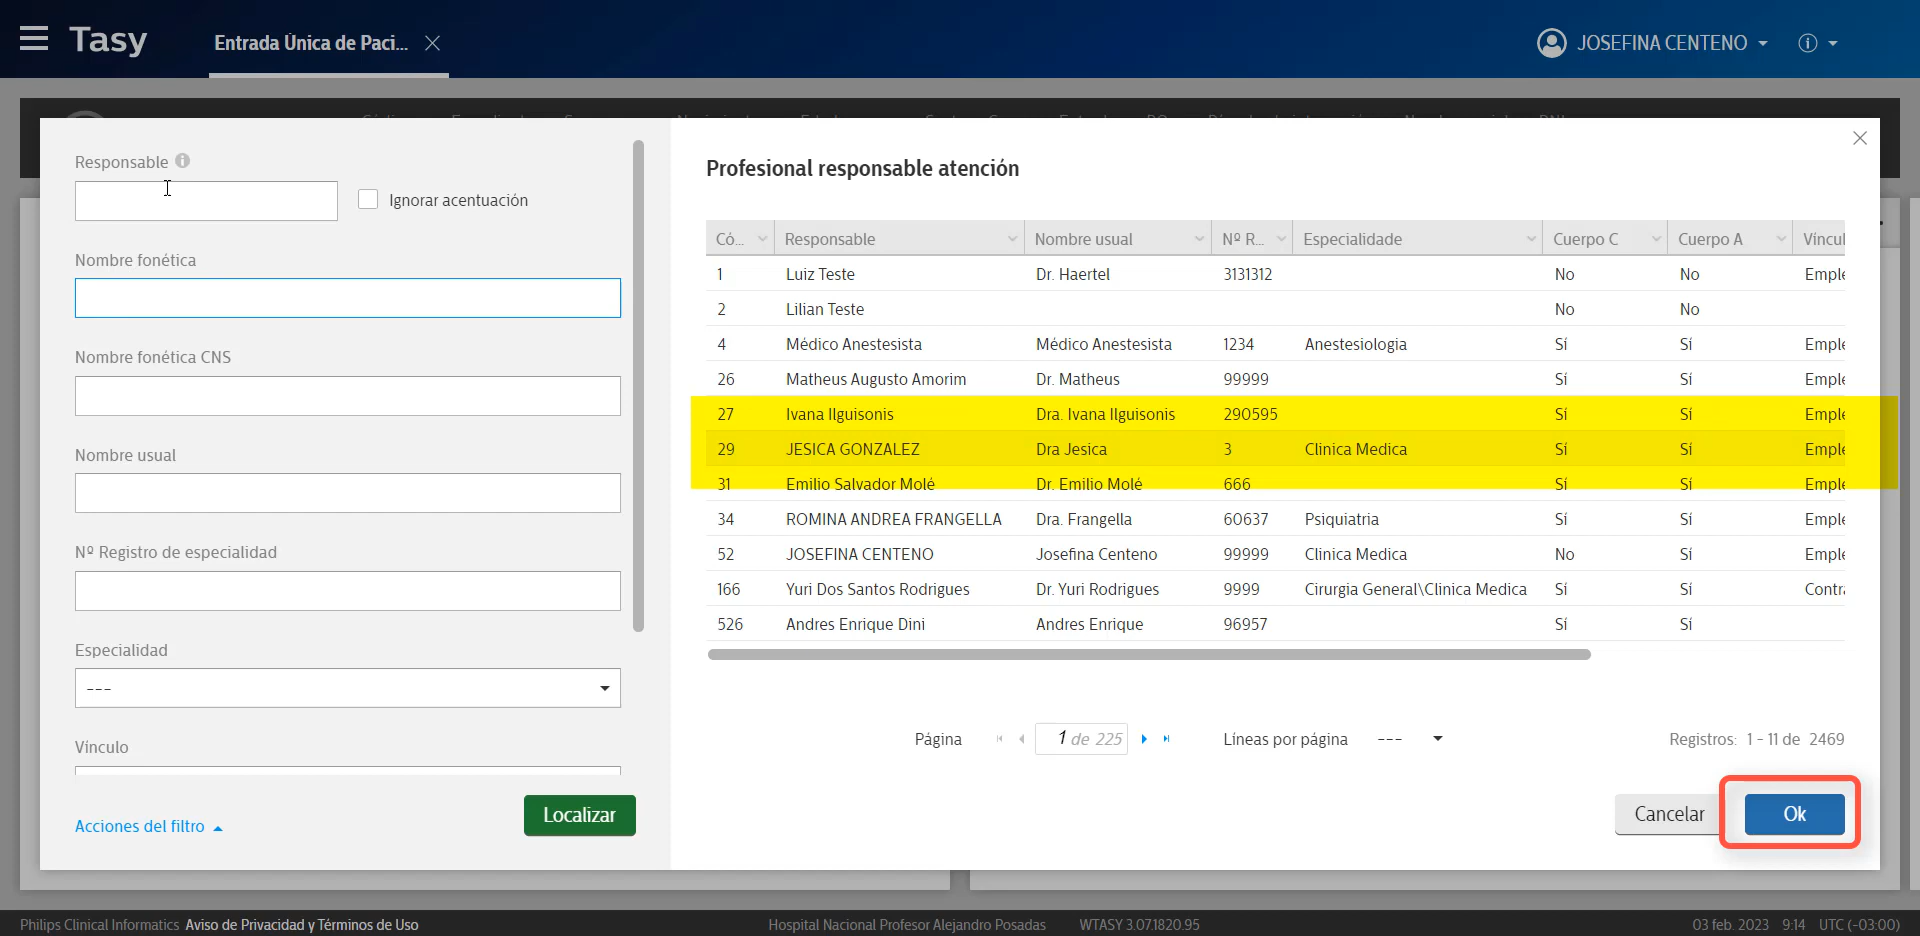 Tasy
Entrada Única de Paci...
JOSEFINA CENTENO
Responsable
Ignorar acentuación
Nombre fonética
Nombre fonética CNS
Nombre usual
Nº Registro de especialidad
Especialidad
---
Vínculo
Acciones del filtro
Localizar
Profesional responsable atención
Có... Responsable Nombre usual Nº R... Especialidade Cuerpo C Cuerpo A Víncul
1 Luiz Teste Dr. Haertel 3131312 No No Emple
2 Lilian Teste No No
4 Médico Anestesista Médico Anestesista 1234 Anestesiologia Sí Sí Emple
26 Matheus Augusto Amorim Dr. Matheus 99999 Sí Sí Emple
27 Ivana Ilguisonis Dra. Ivana Ilguisonis 290595 Sí Sí Emple
29 JESICA GONZALEZ Dra Jesica 3 Clinica Medica Sí Sí Emple
31 Emilio Salvador Molé Dr. Emilio Molé 666 Sí Sí Emple
34 ROMINA ANDREA FRANGELLA Dra. Frangella 60637 Psiquiatria Sí Sí Emple
52 JOSEFINA CENTENO Josefina Centeno 99999 Clinica Medica No Sí Emple
166 Yuri Dos Santos Rodrigues Dr. Yuri Rodrigues 9999 Cirurgia General\Clinica Medica Sí Sí Contra
526 Andres Enrique Dini Andres Enrique 96957 Sí Sí
Página 1 de 225 Líneas por página --- Registros: 1 - 11 de 2469
Cancelar Ok
Philips Clinical Informatics Aviso de Privacidad y Términos de Uso Hospital Nacional Profesor Alejandro Posadas WTASY 3.07.1820.95 03 feb. 2023 9:14 UTC (-03:00)